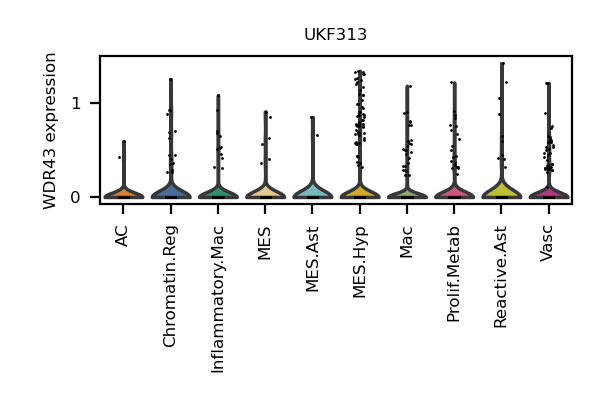 UKF313
WDR43 expression
1
0
AC
Chromatin.Reg
Inflammatory.Mac
MES
MES.Ast
MES.Hyp
Mac
Prolif.Metab
Reactive.Ast
Vasc